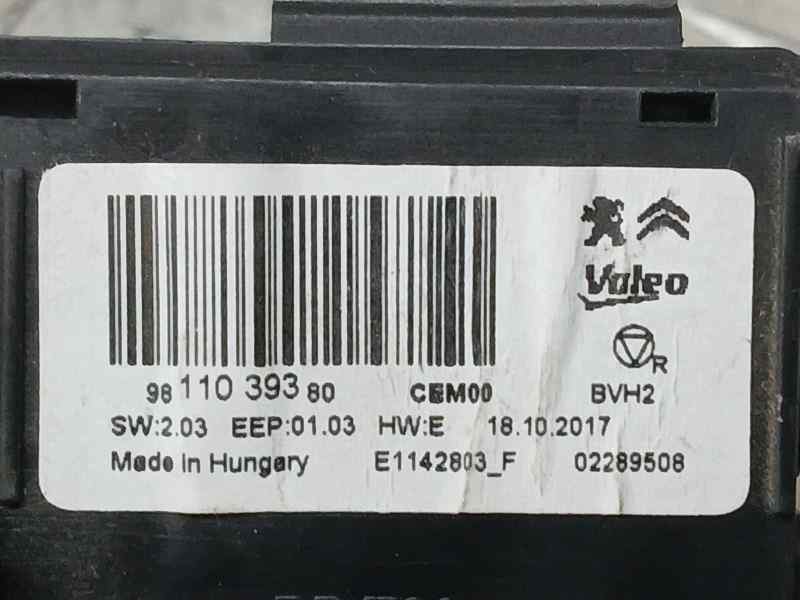 Valeo
R
98 110 393 80 CEM00 BVH2
SW:2.03 EEP:01.03 HW:E 18.10.2017
Made in Hungary E1142803_F 02289508